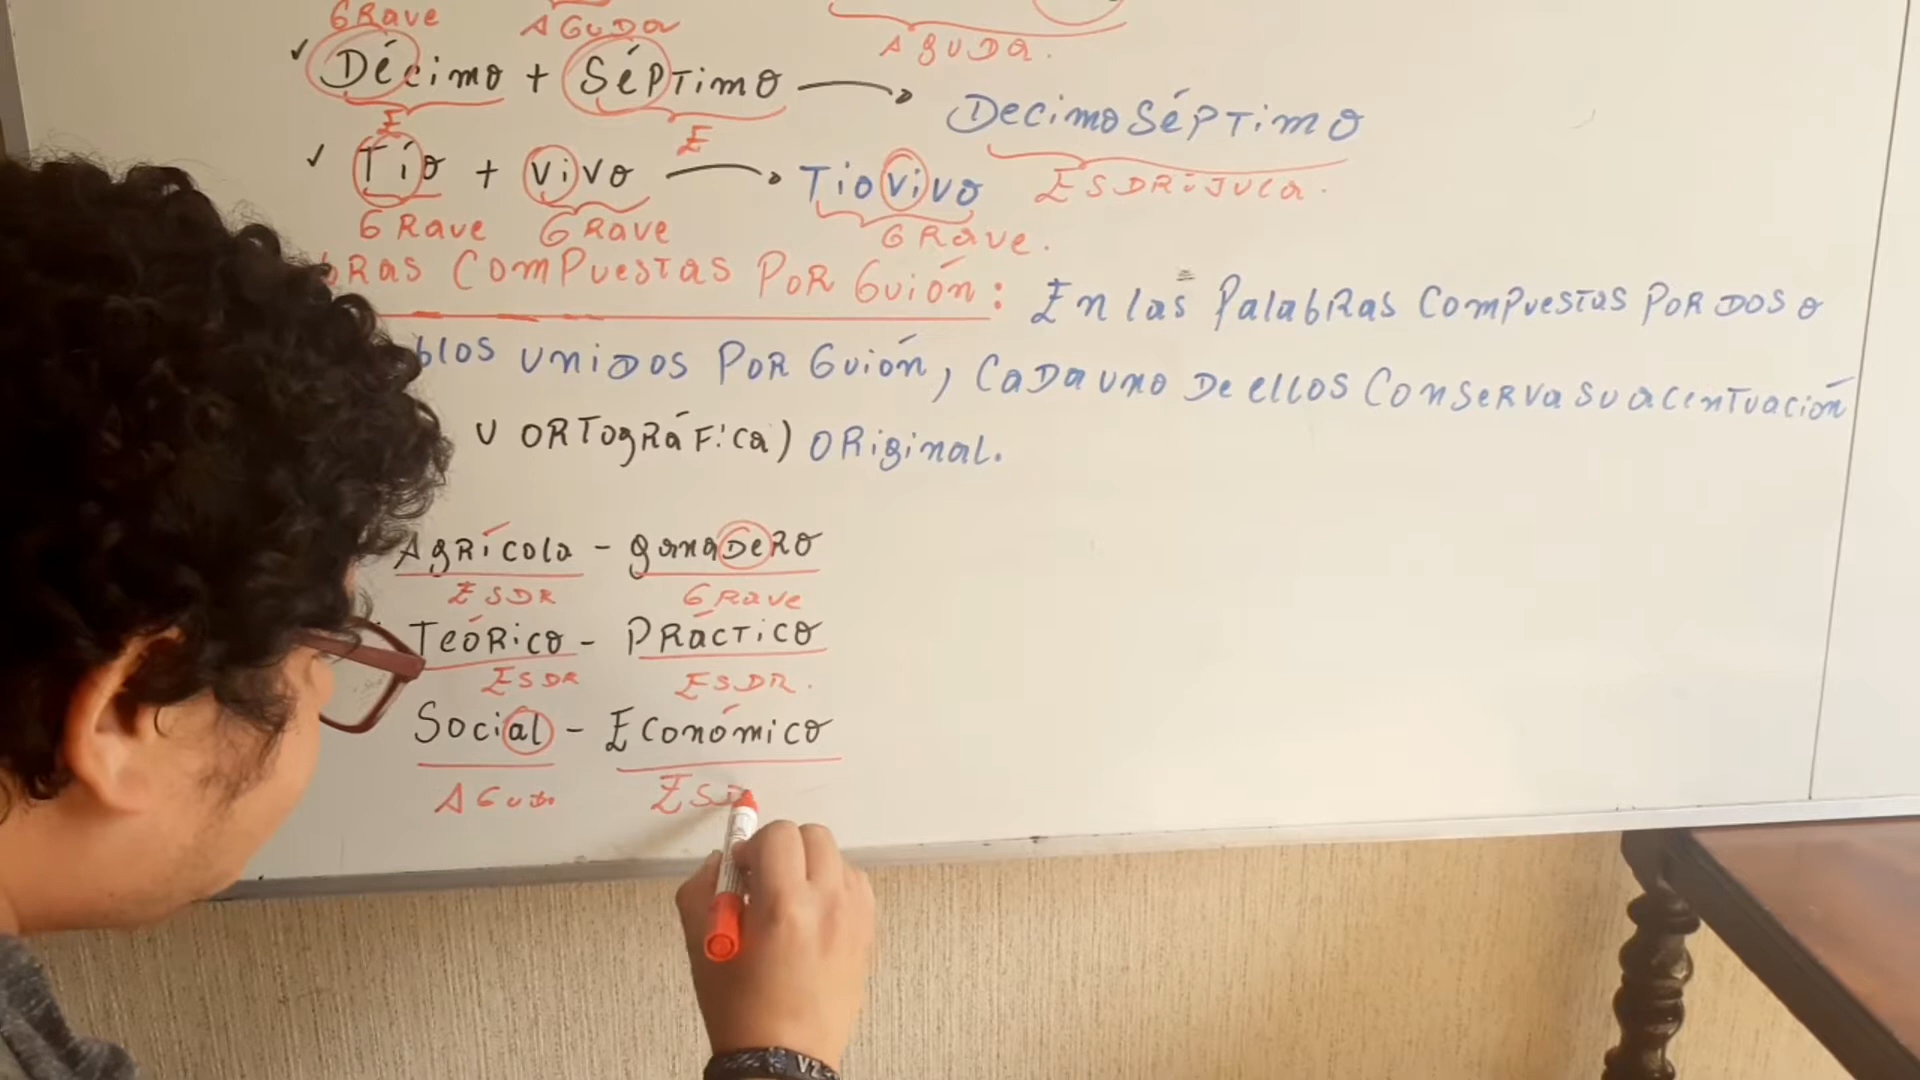 GRave AGUDA
AGUDA.
✓ Décimo + SéPTimo → DecimoSéPTimo
E E ESDRÚJULa.
✓ Tío + vivo → Tiovivo
GRave GRave GRave.
bRas ComPuesTas PoR Guión: En las PalabRas ComPuesTas PoR DOS o
blos unidos PoR Guión, CaDa uno De ellos ConseRva su acenTuación
u ORTogRáFica) ORiginal.
AgRícola - ganaDeRo
ESDR GRave
TeóRico - PRácTico
ESDR ESDR.
Social - Económico
AGuda ESD
VZ